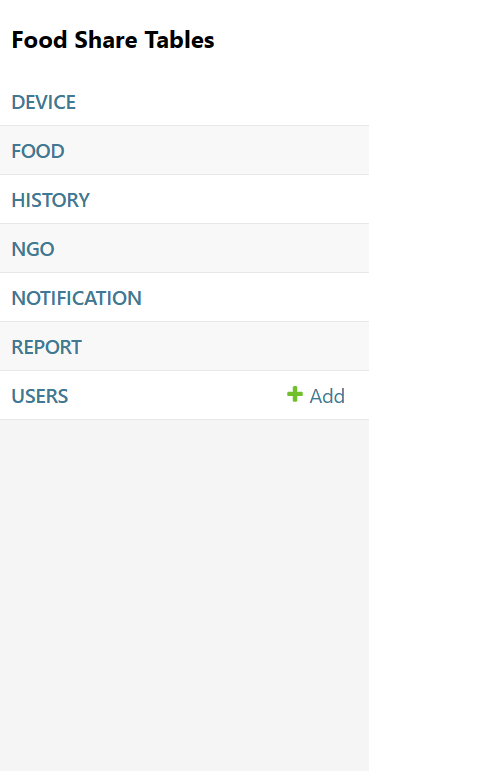 Food Share Tables
DEVICE
FOOD
HISTORY
NGO
NOTIFICATION
REPORT
USERS Add